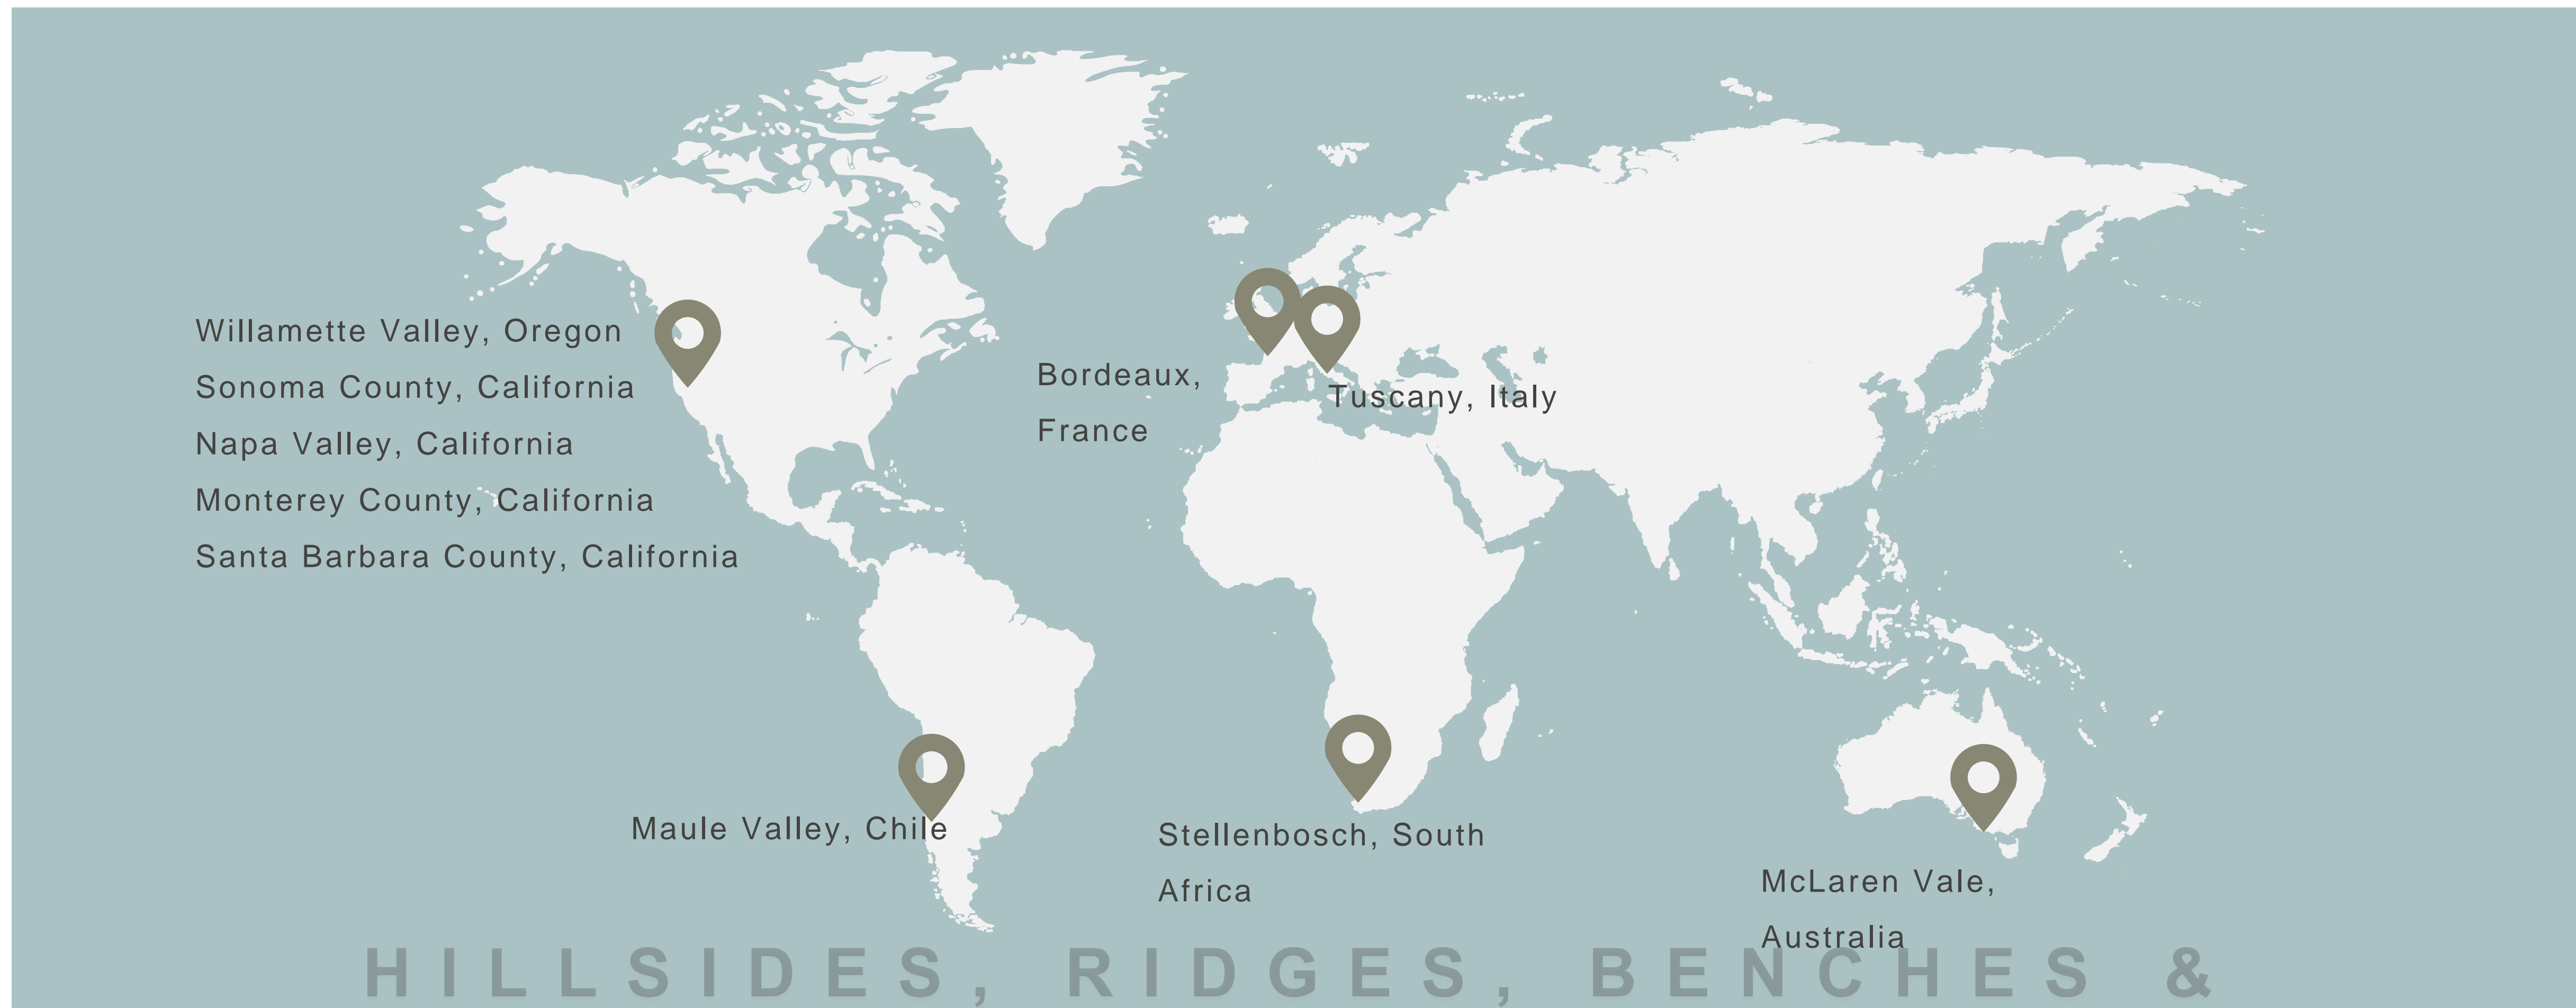 Willamette Valley, Oregon
Sonoma County, California
Napa Valley, California
Monterey County, California
Santa Barbara County, California
Bordeaux,
France
Tuscany, Italy
Maule Valley, Chile
Stellenbosch, South
Africa
McLaren Vale,
Australia
HILLSIDES, RIDGES, BENCHES &